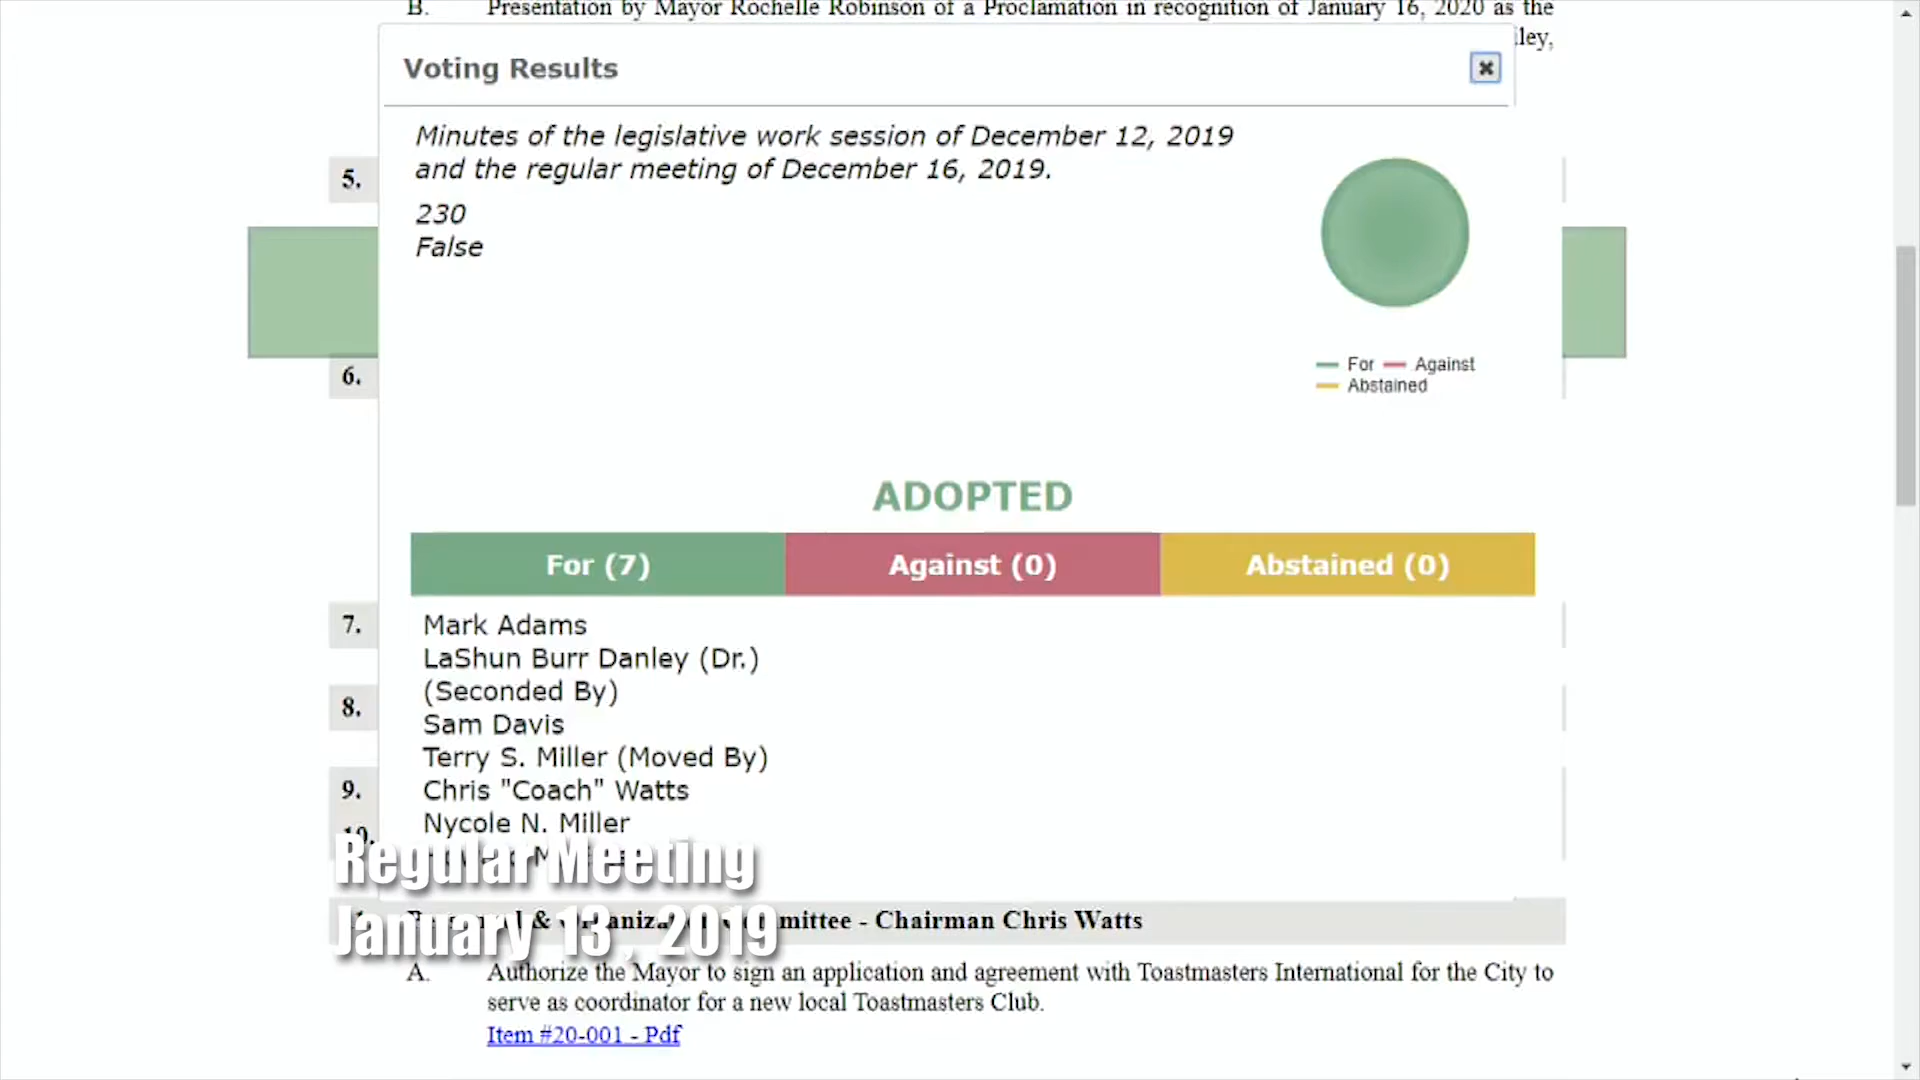 B. Presentation by Mayor Rochelle Robinson of a Proclamation in recognition of January 16, 2020 as the
iley,
Voting Results
Minutes of the legislative work session of December 12, 2019
and the regular meeting of December 16, 2019.
5.
230
False
For Against
Abstained
6.
ADOPTED
For (7) Against (0) Abstained (0)
7. Mark Adams
LaShun Burr Danley (Dr.)
(Seconded By)
8. Sam Davis
Terry S. Miller (Moved By)
9. Chris "Coach" Watts
Nycole N. Miller
10.
Regular Meeting
January 13, 2019
& Committee - Chairman Chris Watts
A. Authorize the Mayor to sign an application and agreement with Toastmasters International for the City to
serve as coordinator for a new local Toastmasters Club.
Item #20-001 - Pdf